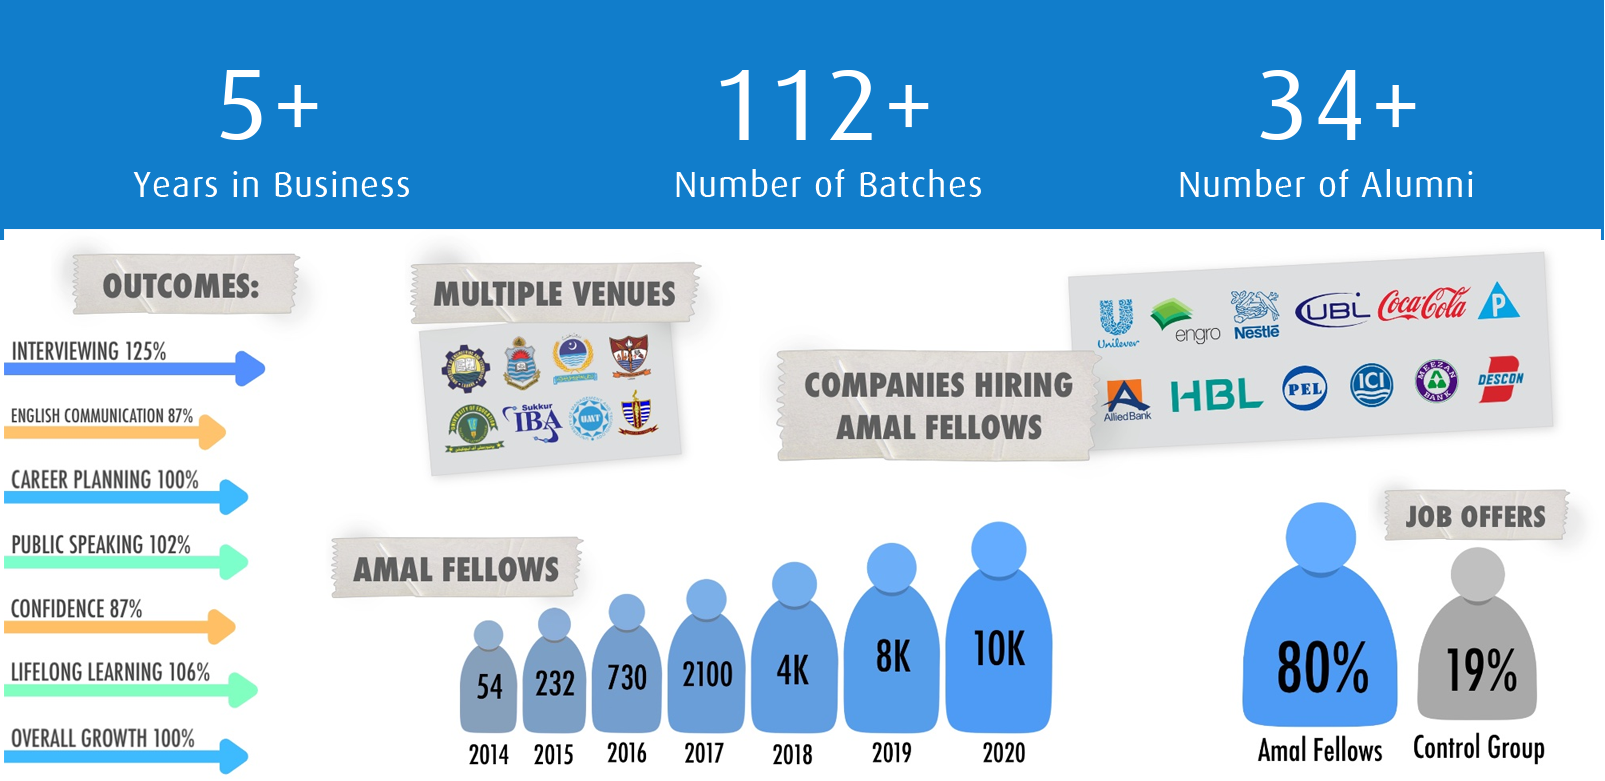 5+
Years in Business
112+
Number of Batches
34+
Number of Alumni
OUTCOMES:
INTERVIEWING 125%
ENGLISH COMMUNICATION 87%
CAREER PLANNING 100%
PUBLIC SPEAKING 102%
CONFIDENCE 87%
LIFELONG LEARNING 106%
OVERALL GROWTH 100%
MULTIPLE VENUES
Sukkur
IBA
UMT
COMPANIES HIRING
AMAL FELLOWS
Unilever
engro
Nestlé
UBL
Coca-Cola
P
Allied Bank
HBL
PEL
ICI
MEEZAN
BANK
DESCON
AMAL FELLOWS
54
232
730
2100
4K
8K
10K
2014
2015
2016
2017
2018
2019
2020
JOB OFFERS
80%
19%
Amal Fellows
Control Group